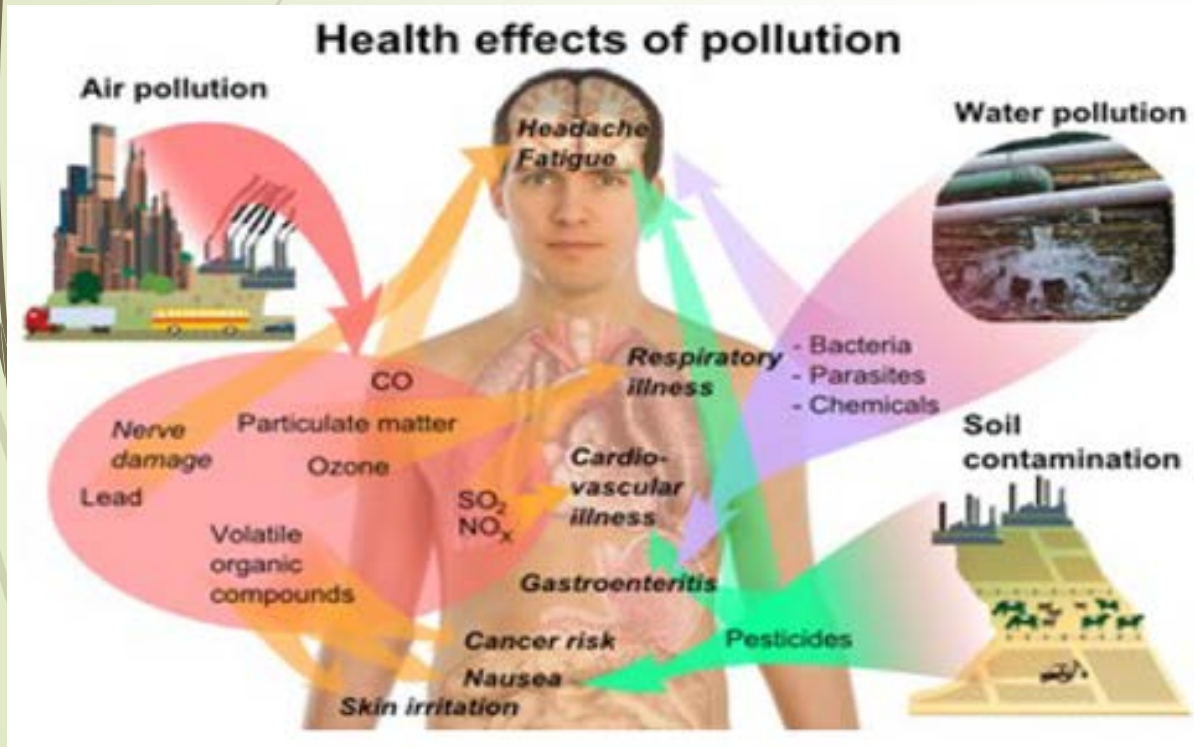 Health effects of pollution
Air pollution
Water pollution
Headache
Fatigue
CO
Particulate matter
Ozone
Nerve
damage
Lead
SO₂
NOₓ
Volatile
organic
compounds
Respiratory
illness
Cardio-
vascular
illness
Gastroenteritis
Cancer risk
Nausea
Skin irritation
- Bacteria
- Parasites
- Chemicals
Soil
contamination
Pesticides